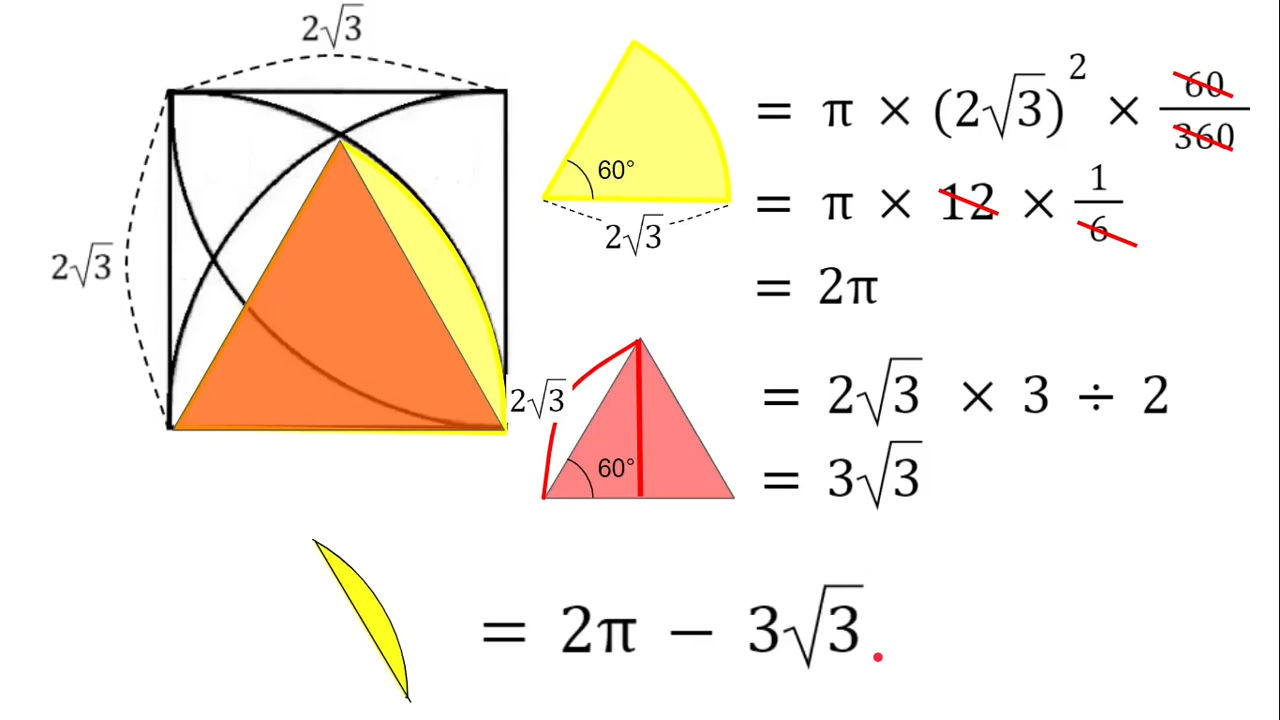 2√3
2√3
60°
2√3
= π × (2√3)² × 60/360
= π × 12 × 1/6
= 2π
2√3
60°
= 2√3 × 3 ÷ 2
= 3√3
= 2π − 3√3